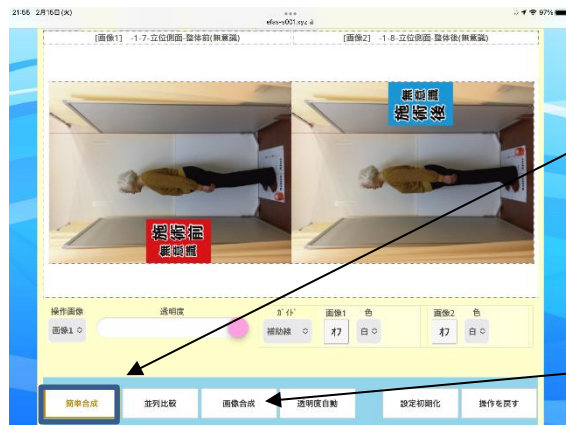 21:56 2月16日(火)
97%
efas-s001.xyz
[画像1] -1-7-立位側面-整体前(無意識)
[画像2] -1-8-立位側面-整体後(無意識)
無意識
施術後
施術前
無意識
操作画像
透明度
ガイド
画像1 色
画像2 色
画像1
補助線
オフ
白
オフ
白
簡単合成
並列比較
画像合成
透明度自動
設定初期化
操作を戻す